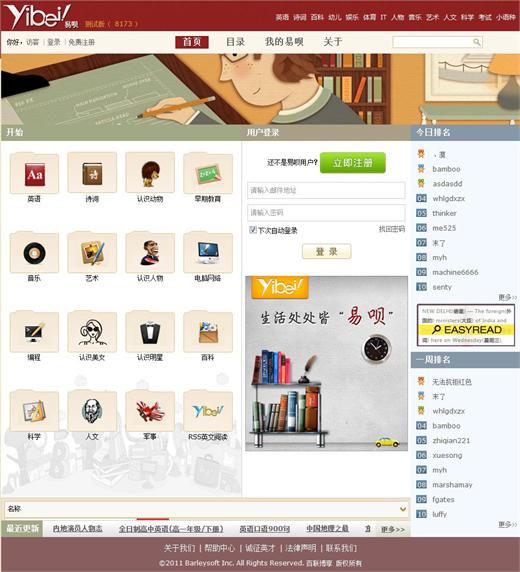 Yibei! 易呗 测试版 ( 8173 )
英语 诗词 百科 幼儿 娱乐 体育 IT 人物 音乐 艺术 人文 科学 考试 小语种
你好，访客 | 登录 | 免费注册
首页 目录 我的易呗 关于
开始
英语 诗词 认识动物 早期教育
音乐 艺术 认识人物 电脑网络
编程 认识美文 认识明星 百科
科学 人文 军事 RSS英文阅读
用户登录
还不是易呗用户? 立即注册
请输入邮件地址
请输入密码
下次自动登录 找回密码
登 录
Yibei!
生活处处皆 “易呗”
今日排名
bamboo
asdasdd
04 whlgdxzx
05 thinker
06 me525
07 末了
08 myh
09 machine6666
10 senty
更多>>
NEW DELHI
EASYREAD
一周排名
无法抗拒红色
末了
whlgdxzx
04 bamboo
05 zhiqian221
06 xuesong
07 myh
08 marshamay
09 fgates
10 luffy
更多>>
名称
最近更新 内地演员人物志 全日制高中英语(高一年级/下册) 英语口语900句 中国地理之最 更多>>
关于我们 | 帮助中心 | 诚征英才 | 法律声明 | 联系我们
©2011 Barleysoft Inc. All Rights Reserved. 百联博享 版权所有